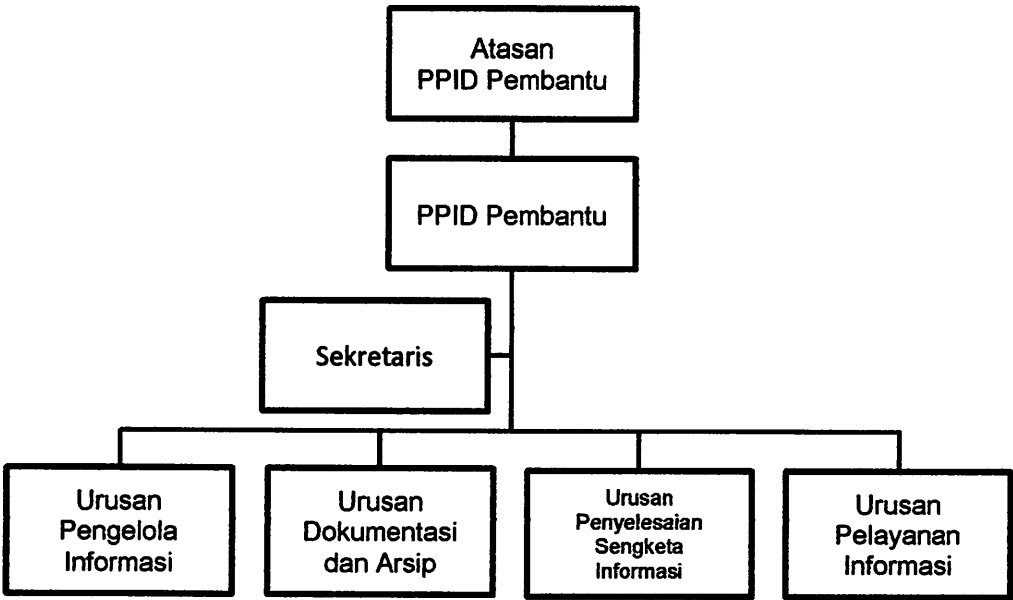 Atasan
PPID Pembantu
PPID Pembantu
Sekretaris
Urusan
Pengelola
Informasi
Urusan
Dokumentasi
dan Arsip
Urusan
Penyelesaian
Sengketa
Informasi
Urusan
Pelayanan
Informasi